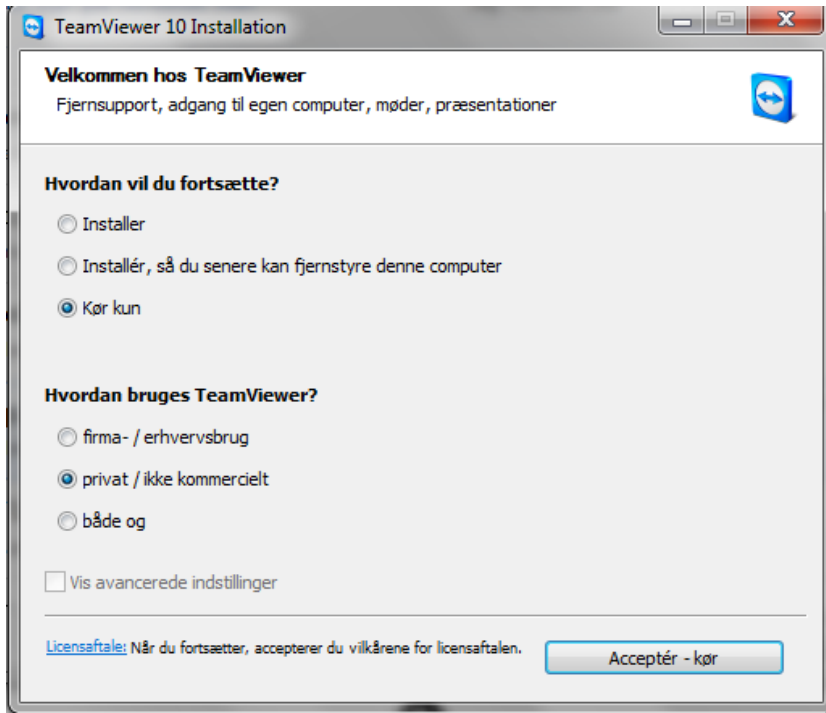 TeamViewer 10 Installation
Velkommen hos TeamViewer
Fjernsupport, adgang til egen computer, møder, præsentationer
Hvordan vil du fortsætte?
Installer
Installér, så du senere kan fjernstyre denne computer
Kør kun
Hvordan bruges TeamViewer?
firma- / erhvervsbrug
privat / ikke kommercielt
både og
Vis avancerede indstillinger
Licensaftale: Når du fortsætter, accepterer du vilkårene for licensaftalen.
Acceptér - kør